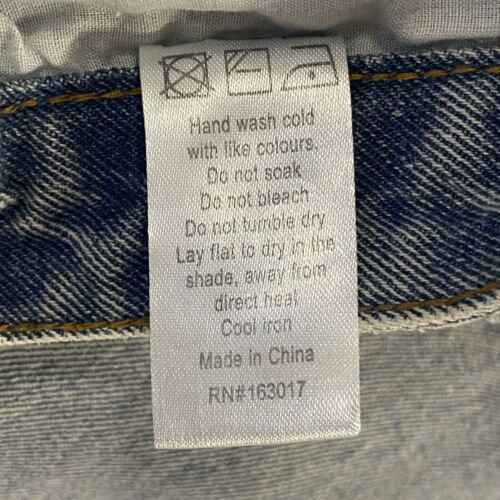 Hand wash cold
with like colours.
Do not soak
Do not bleach
Do not tumble dry
Lay flat to dry in the
shade, away from
direct heat
Cool iron
Made in China
RN#163017